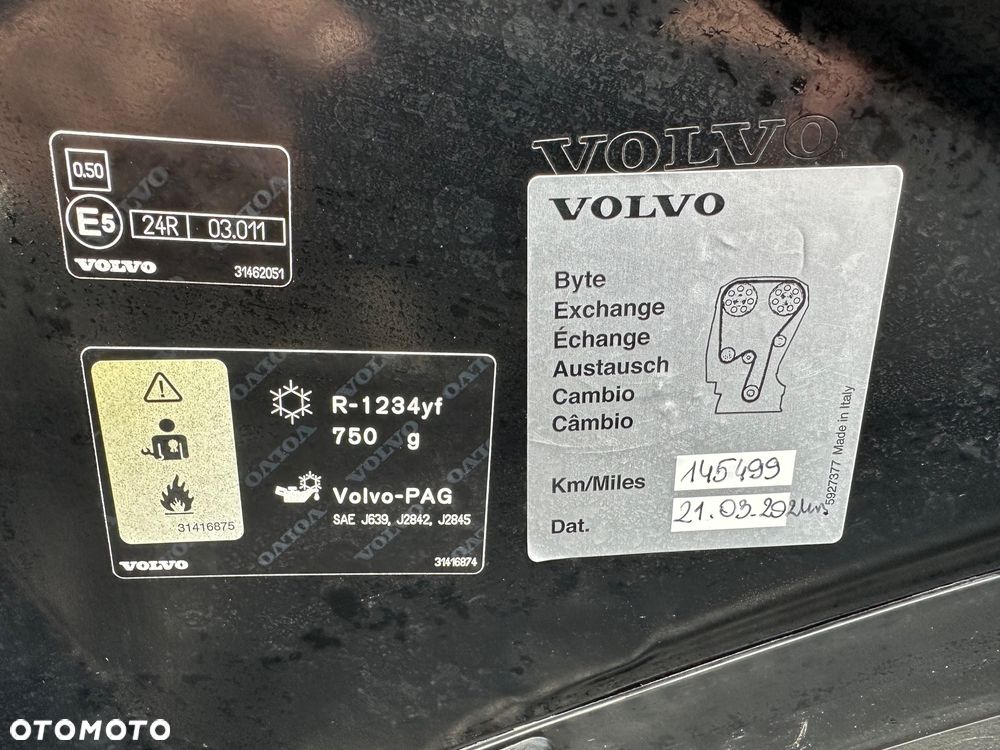 0.50
E5 24R 03.011
VOLVO 31462051
R-1234yf
750 g
Volvo-PAG
SAE J639, J2842, J2845
31416875
VOLVO 31416874
VOLVO
VOLVO
Byte
Exchange
Échange
Austausch
Cambio
Câmbio
Km/Miles 145499
Dat. 21.03.202
5927377 Made in Italy
OTOMOTO